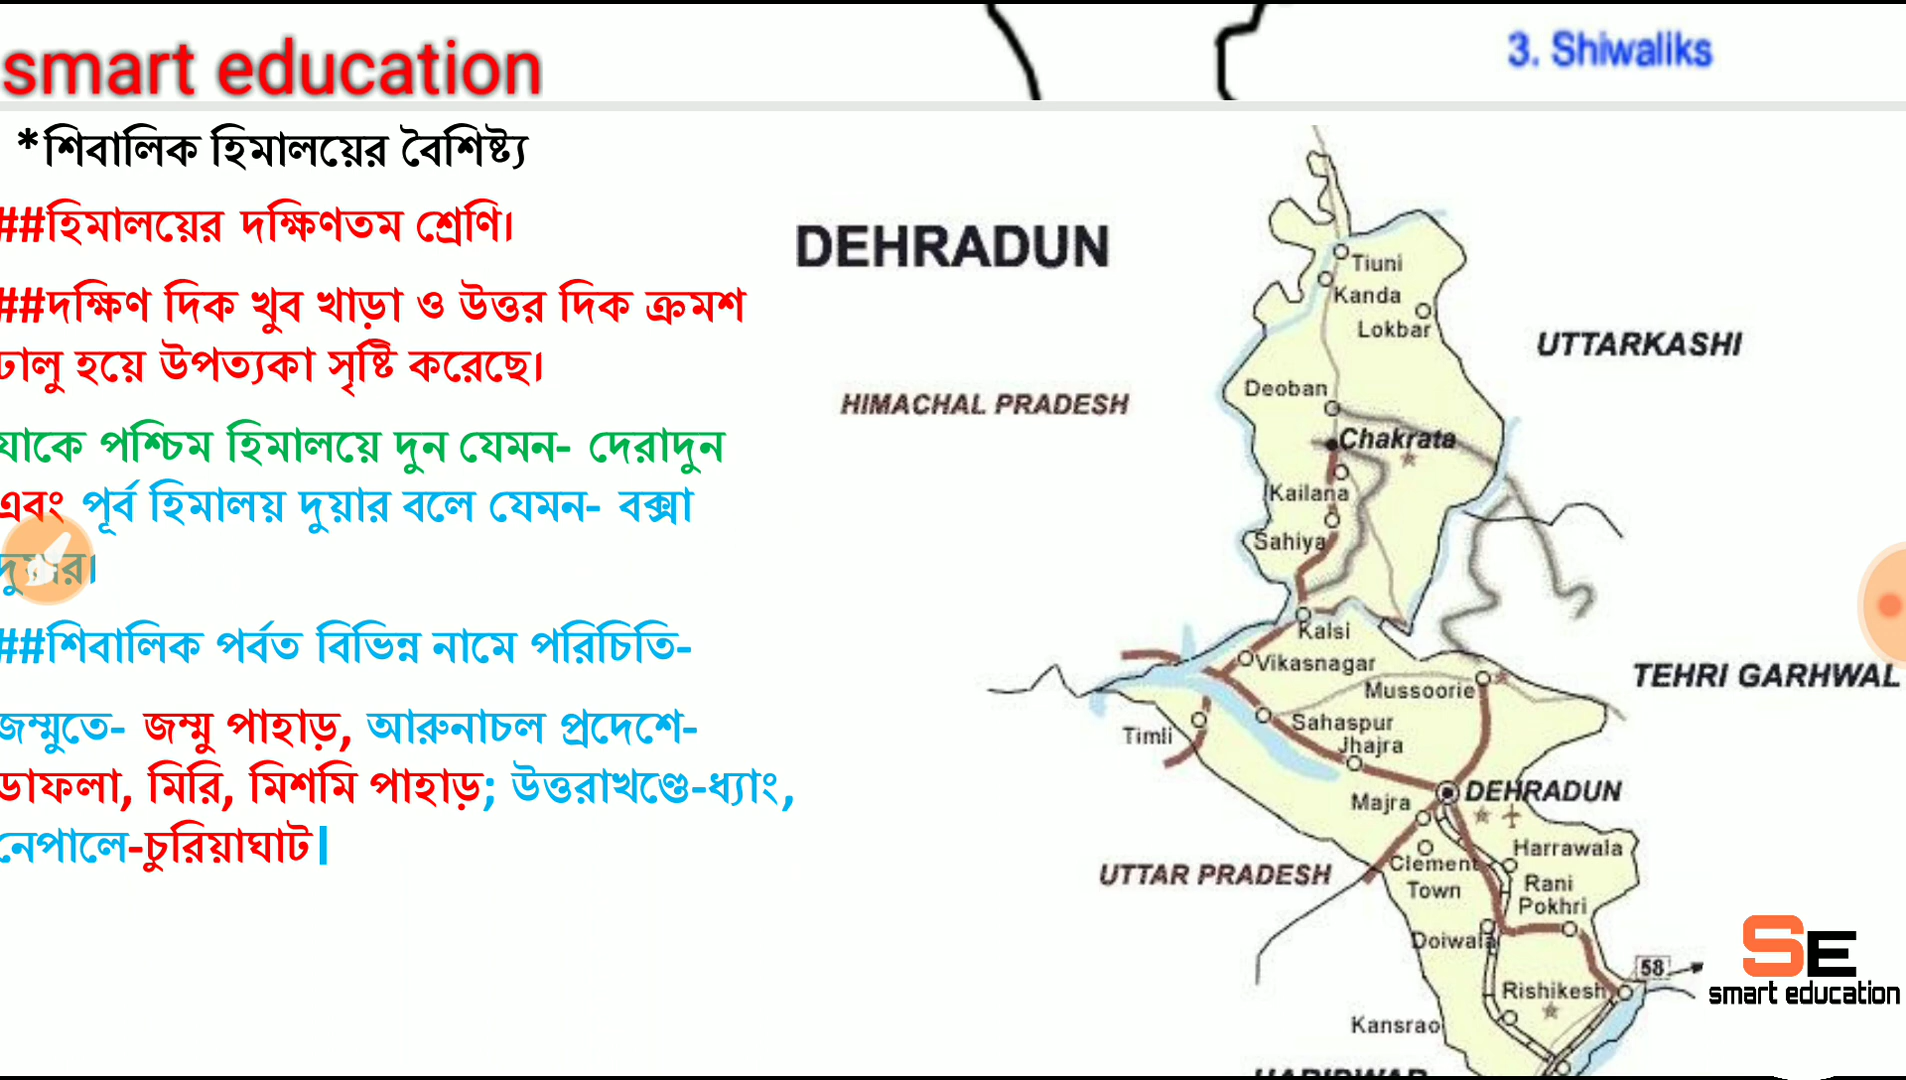 smart education
3. Shiwaliks
*শিবালিক হিমালয়ের বৈশিষ্ট্য
##হিমালয়ের দক্ষিণতম শ্রেণি।
##দক্ষিণ দিক খুব খাড়া ও উত্তর দিক ক্রমশ
ঢালু হয়ে উপত্যকা সৃষ্টি করেছে।
যাকে পশ্চিম হিমালয়ে দুন যেমন- দেরাদুন
এবং পূর্ব হিমালয় দুয়ার বলে যেমন- বক্সা
দুয়ার।
##শিবালিক পর্বত বিভিন্ন নামে পরিচিতি-
জম্মুতে- জম্মু পাহাড়, আরুনাচল প্রদেশে-
ডাফলা, মিরি, মিশমি পাহাড়; উত্তরাখণ্ডে-ধ্যাং,
নেপালে-চুরিয়াঘাট|
DEHRADUN
Tiuni
Kanda
Lokbar
UTTARKASHI
Deoban
HIMACHAL PRADESH
Chakrata
Kailana
Sahiya
Kalsi
Vikasnagar
TEHRI GARHWAL
Mussoorie
Sahaspur
Timli
Jhajra
DEHRADUN
Majra
Harrawala
Clement
Town
UTTAR PRADESH
Rani
Pokhri
Doiwala
58
Rishikesh
Kansrao
HARIDWAR
SE
smart education